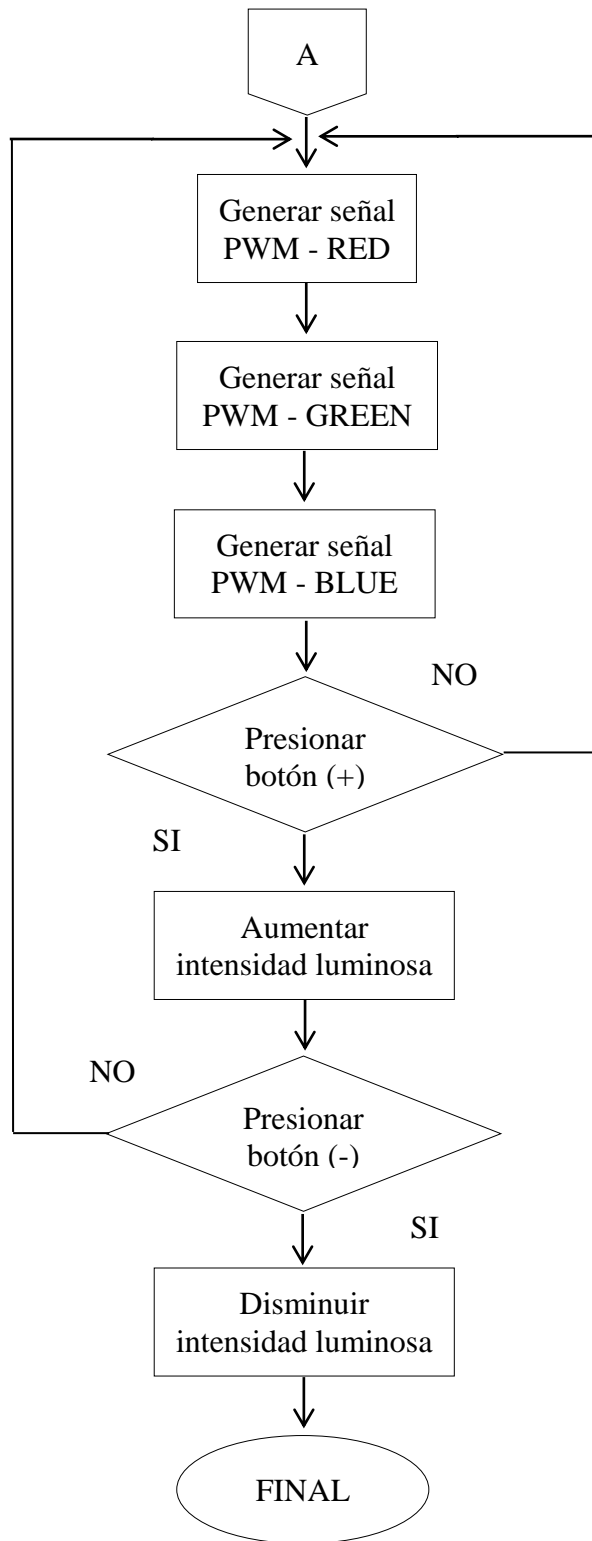 A
Generar señal
PWM - RED
Generar señal
PWM - GREEN
Generar señal
PWM - BLUE
NO
Presionar
botón (+)
SI
Aumentar
intensidad luminosa
NO
Presionar
botón (-)
SI
Disminuir
intensidad luminosa
FINAL